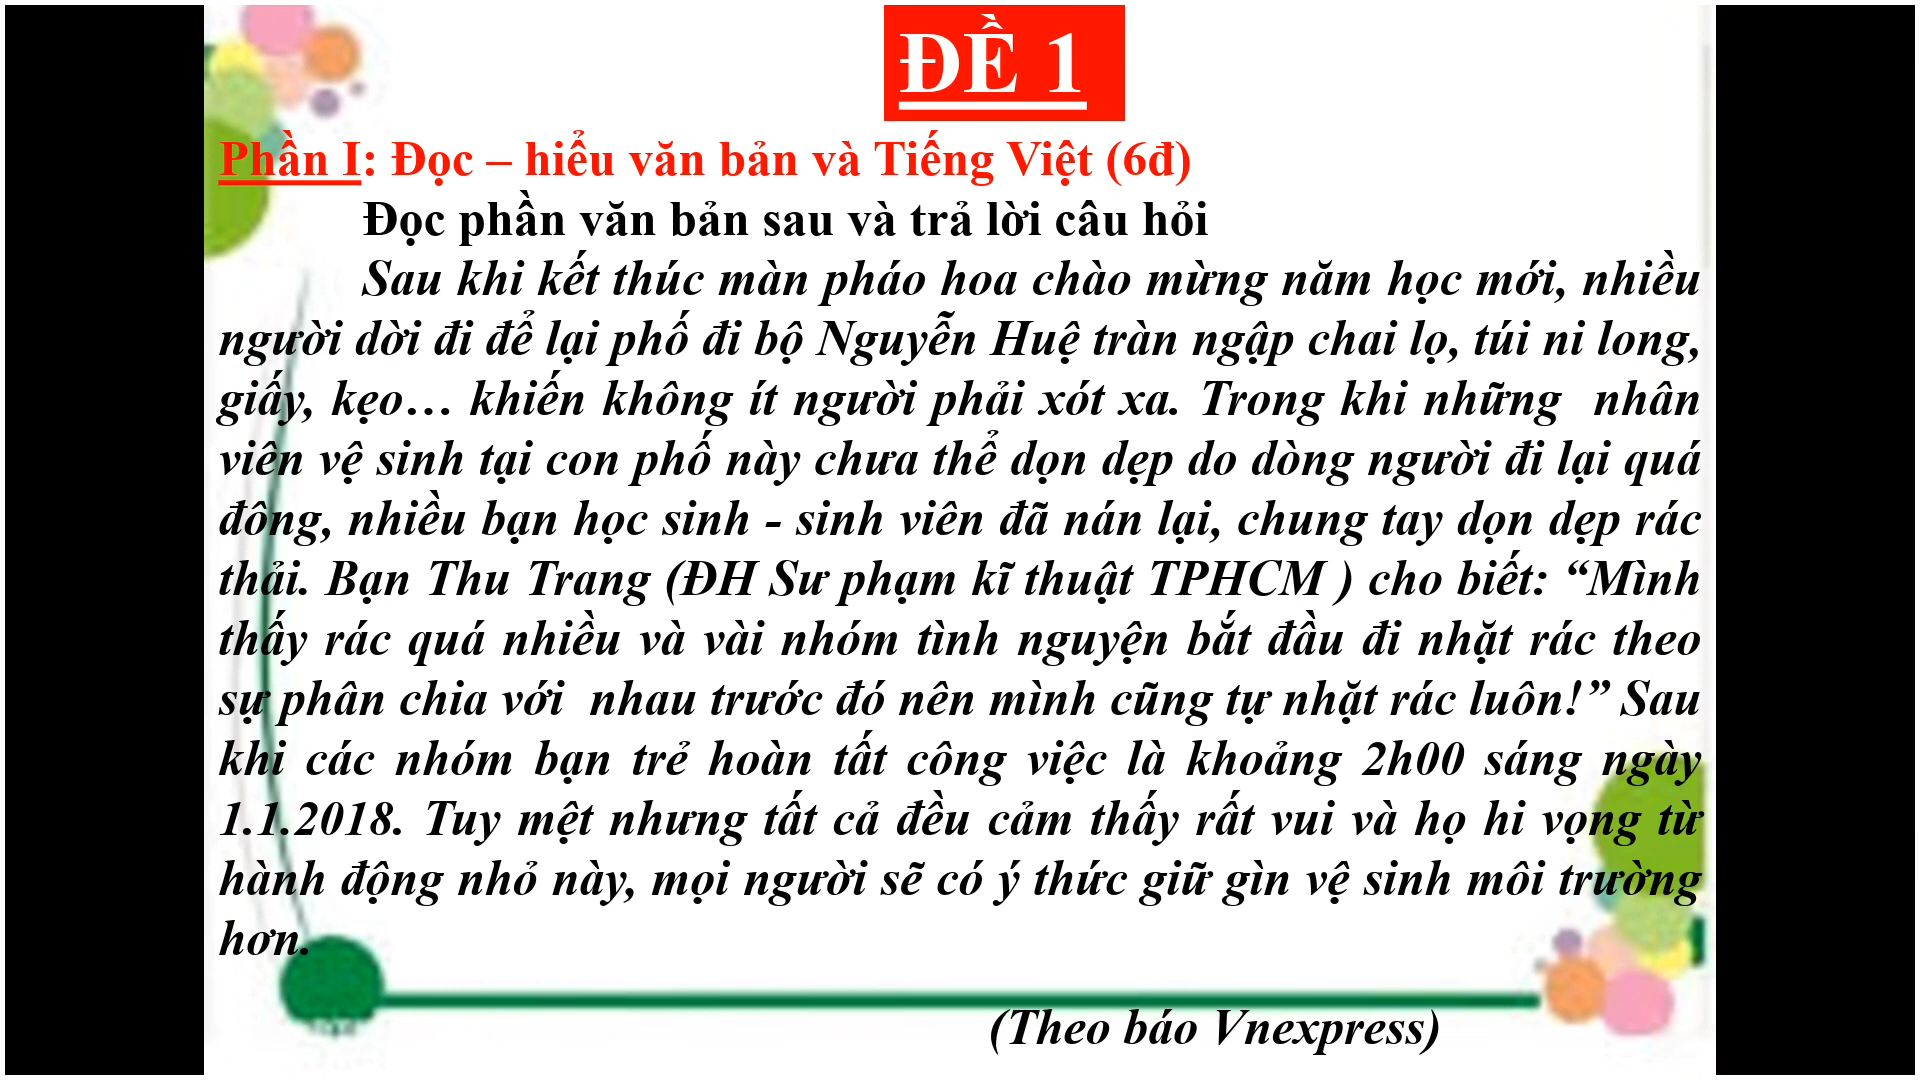 ĐỀ 1
Phần I: Đọc – hiểu văn bản và Tiếng Việt (6đ)
Đọc phần văn bản sau và trả lời câu hỏi
Sau khi kết thúc màn pháo hoa chào mừng năm học mới, nhiều
người dời đi để lại phố đi bộ Nguyễn Huệ tràn ngập chai lọ, túi ni long,
giấy, kẹo… khiến không ít người phải xót xa. Trong khi những  nhân
viên vệ sinh tại con phố này chưa thể dọn dẹp do dòng người đi lại quá
đông, nhiều bạn học sinh - sinh viên đã nán lại, chung tay dọn dẹp rác
thải. Bạn Thu Trang (ĐH Sư phạm kĩ thuật TPHCM ) cho biết: “Mình
thấy rác quá nhiều và vài nhóm tình nguyện bắt đầu đi nhặt rác theo
sự phân chia với  nhau trước đó nên mình cũng tự nhặt rác luôn!” Sau
khi các nhóm bạn trẻ hoàn tất công việc là khoảng 2h00 sáng ngày
1.1.2018. Tuy mệt nhưng tất cả đều cảm thấy rất vui và họ hi vọng từ
hành động nhỏ này, mọi người sẽ có ý thức giữ gìn vệ sinh môi trường
hơn.
(Theo báo Vnexpress)